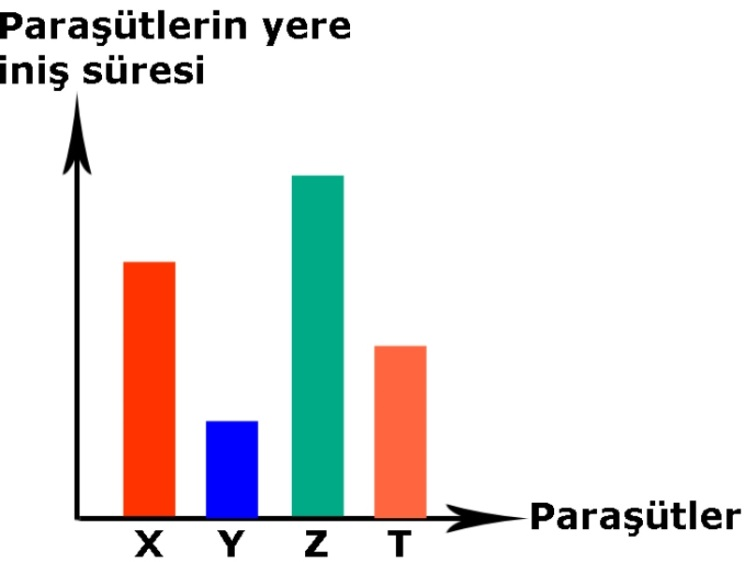 Paraşütlerin yere
iniş süresi
Paraşütler
X Y Z T